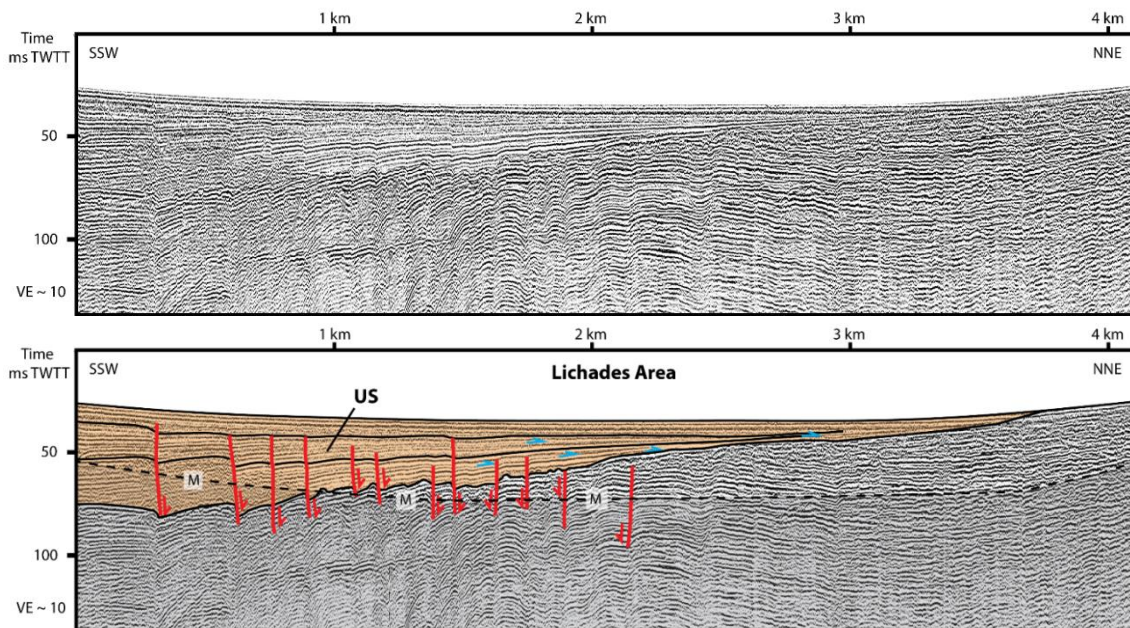 1 km 2 km 3 km 4 km
Time
ms TWTT
SSW NNE
50
100
VE ~ 10
1 km 2 km 3 km 4 km
Time
ms TWTT
SSW Lichades Area NNE
US
50
M
M M
100
VE ~ 10